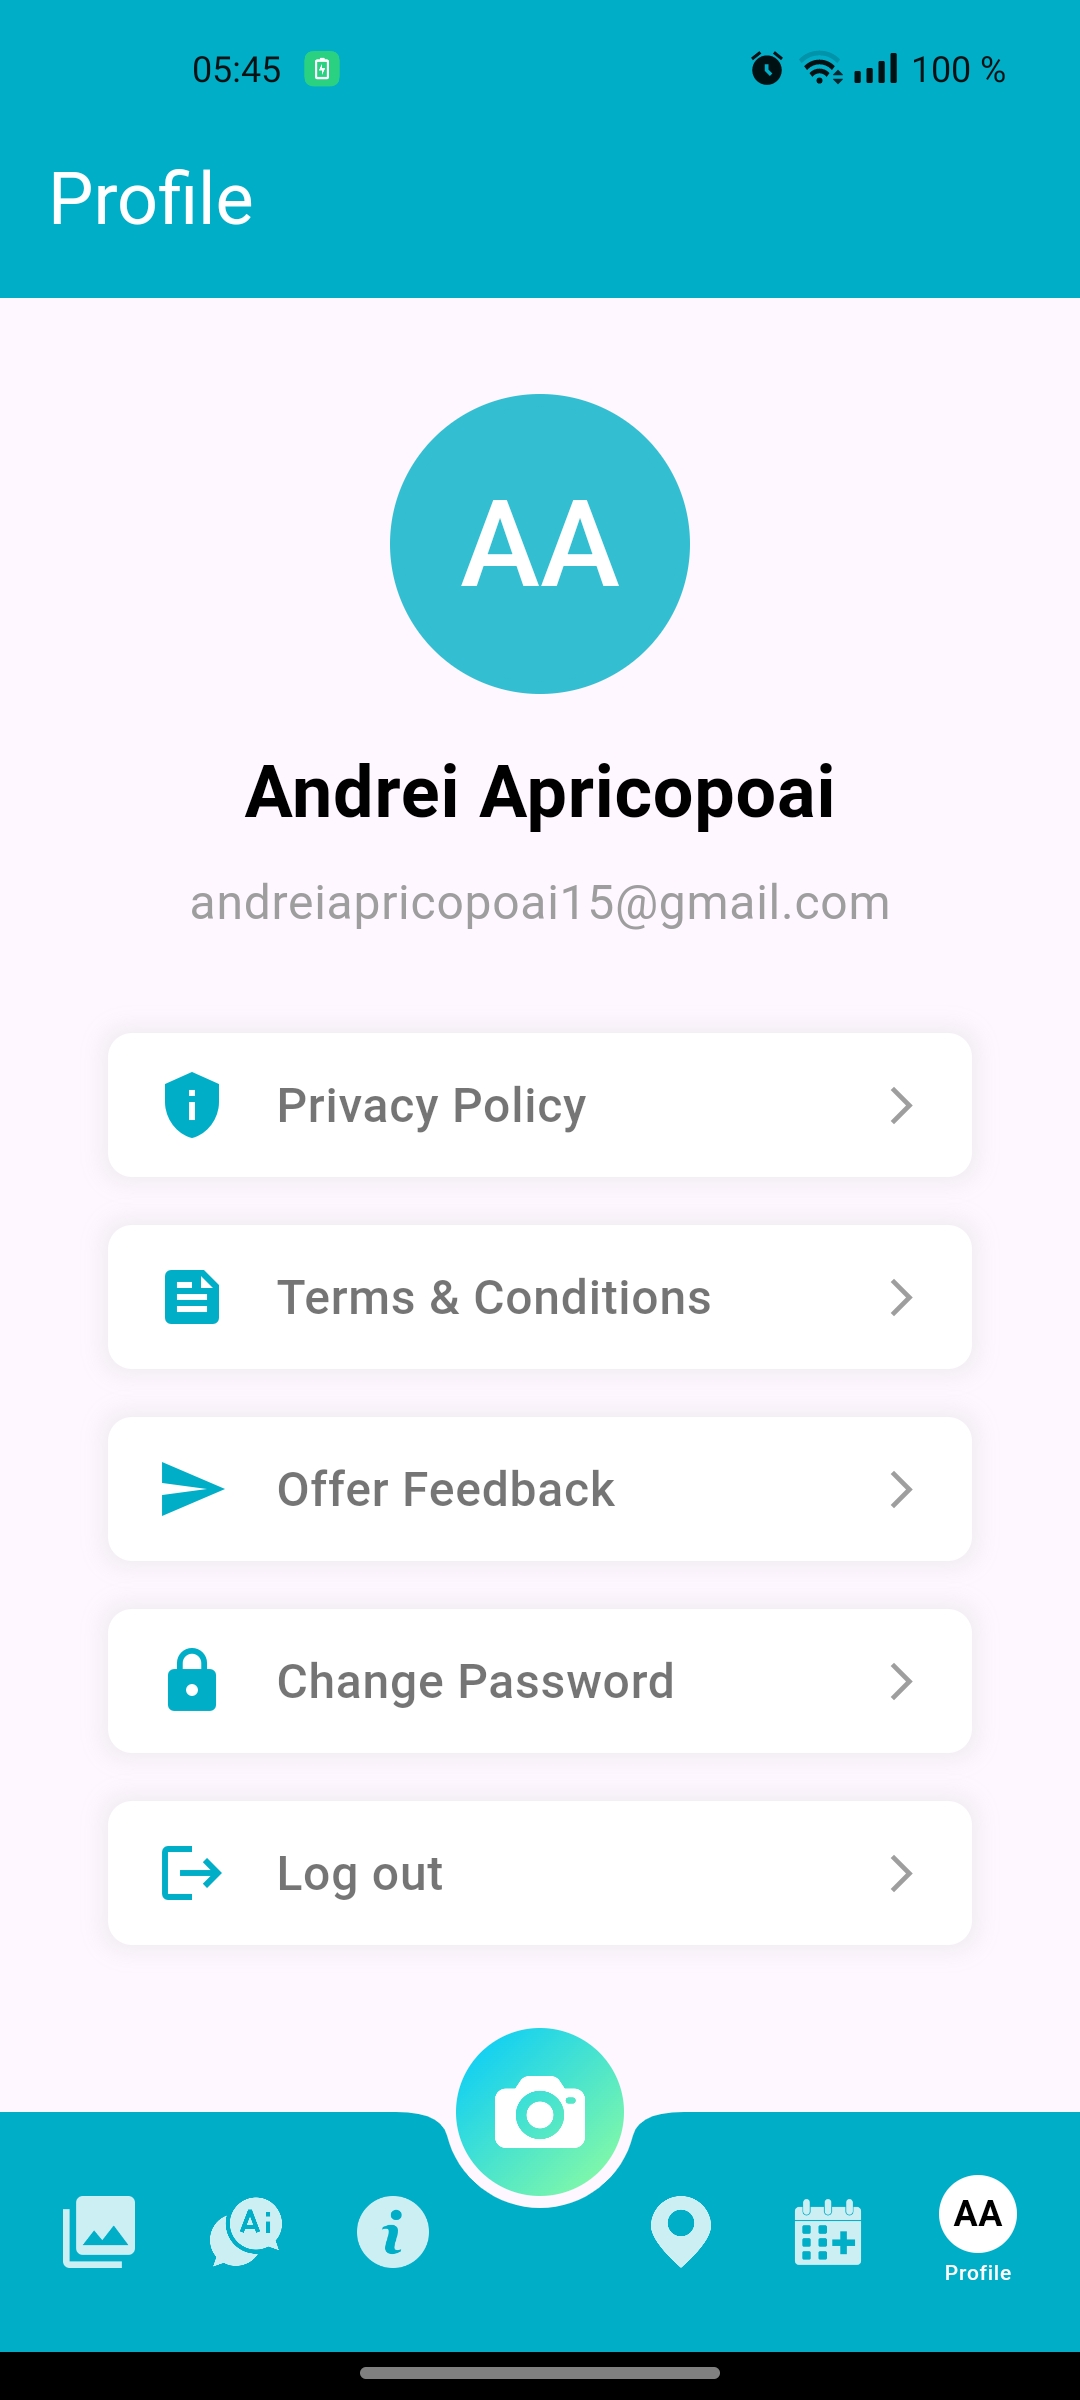 05:45
100 %
Profile
AA
Andrei Apricopoai
andreiapricopoai15@gmail.com
Privacy Policy
Terms & Conditions
Offer Feedback
Change Password
Log out
Ai
i
AA
Profile